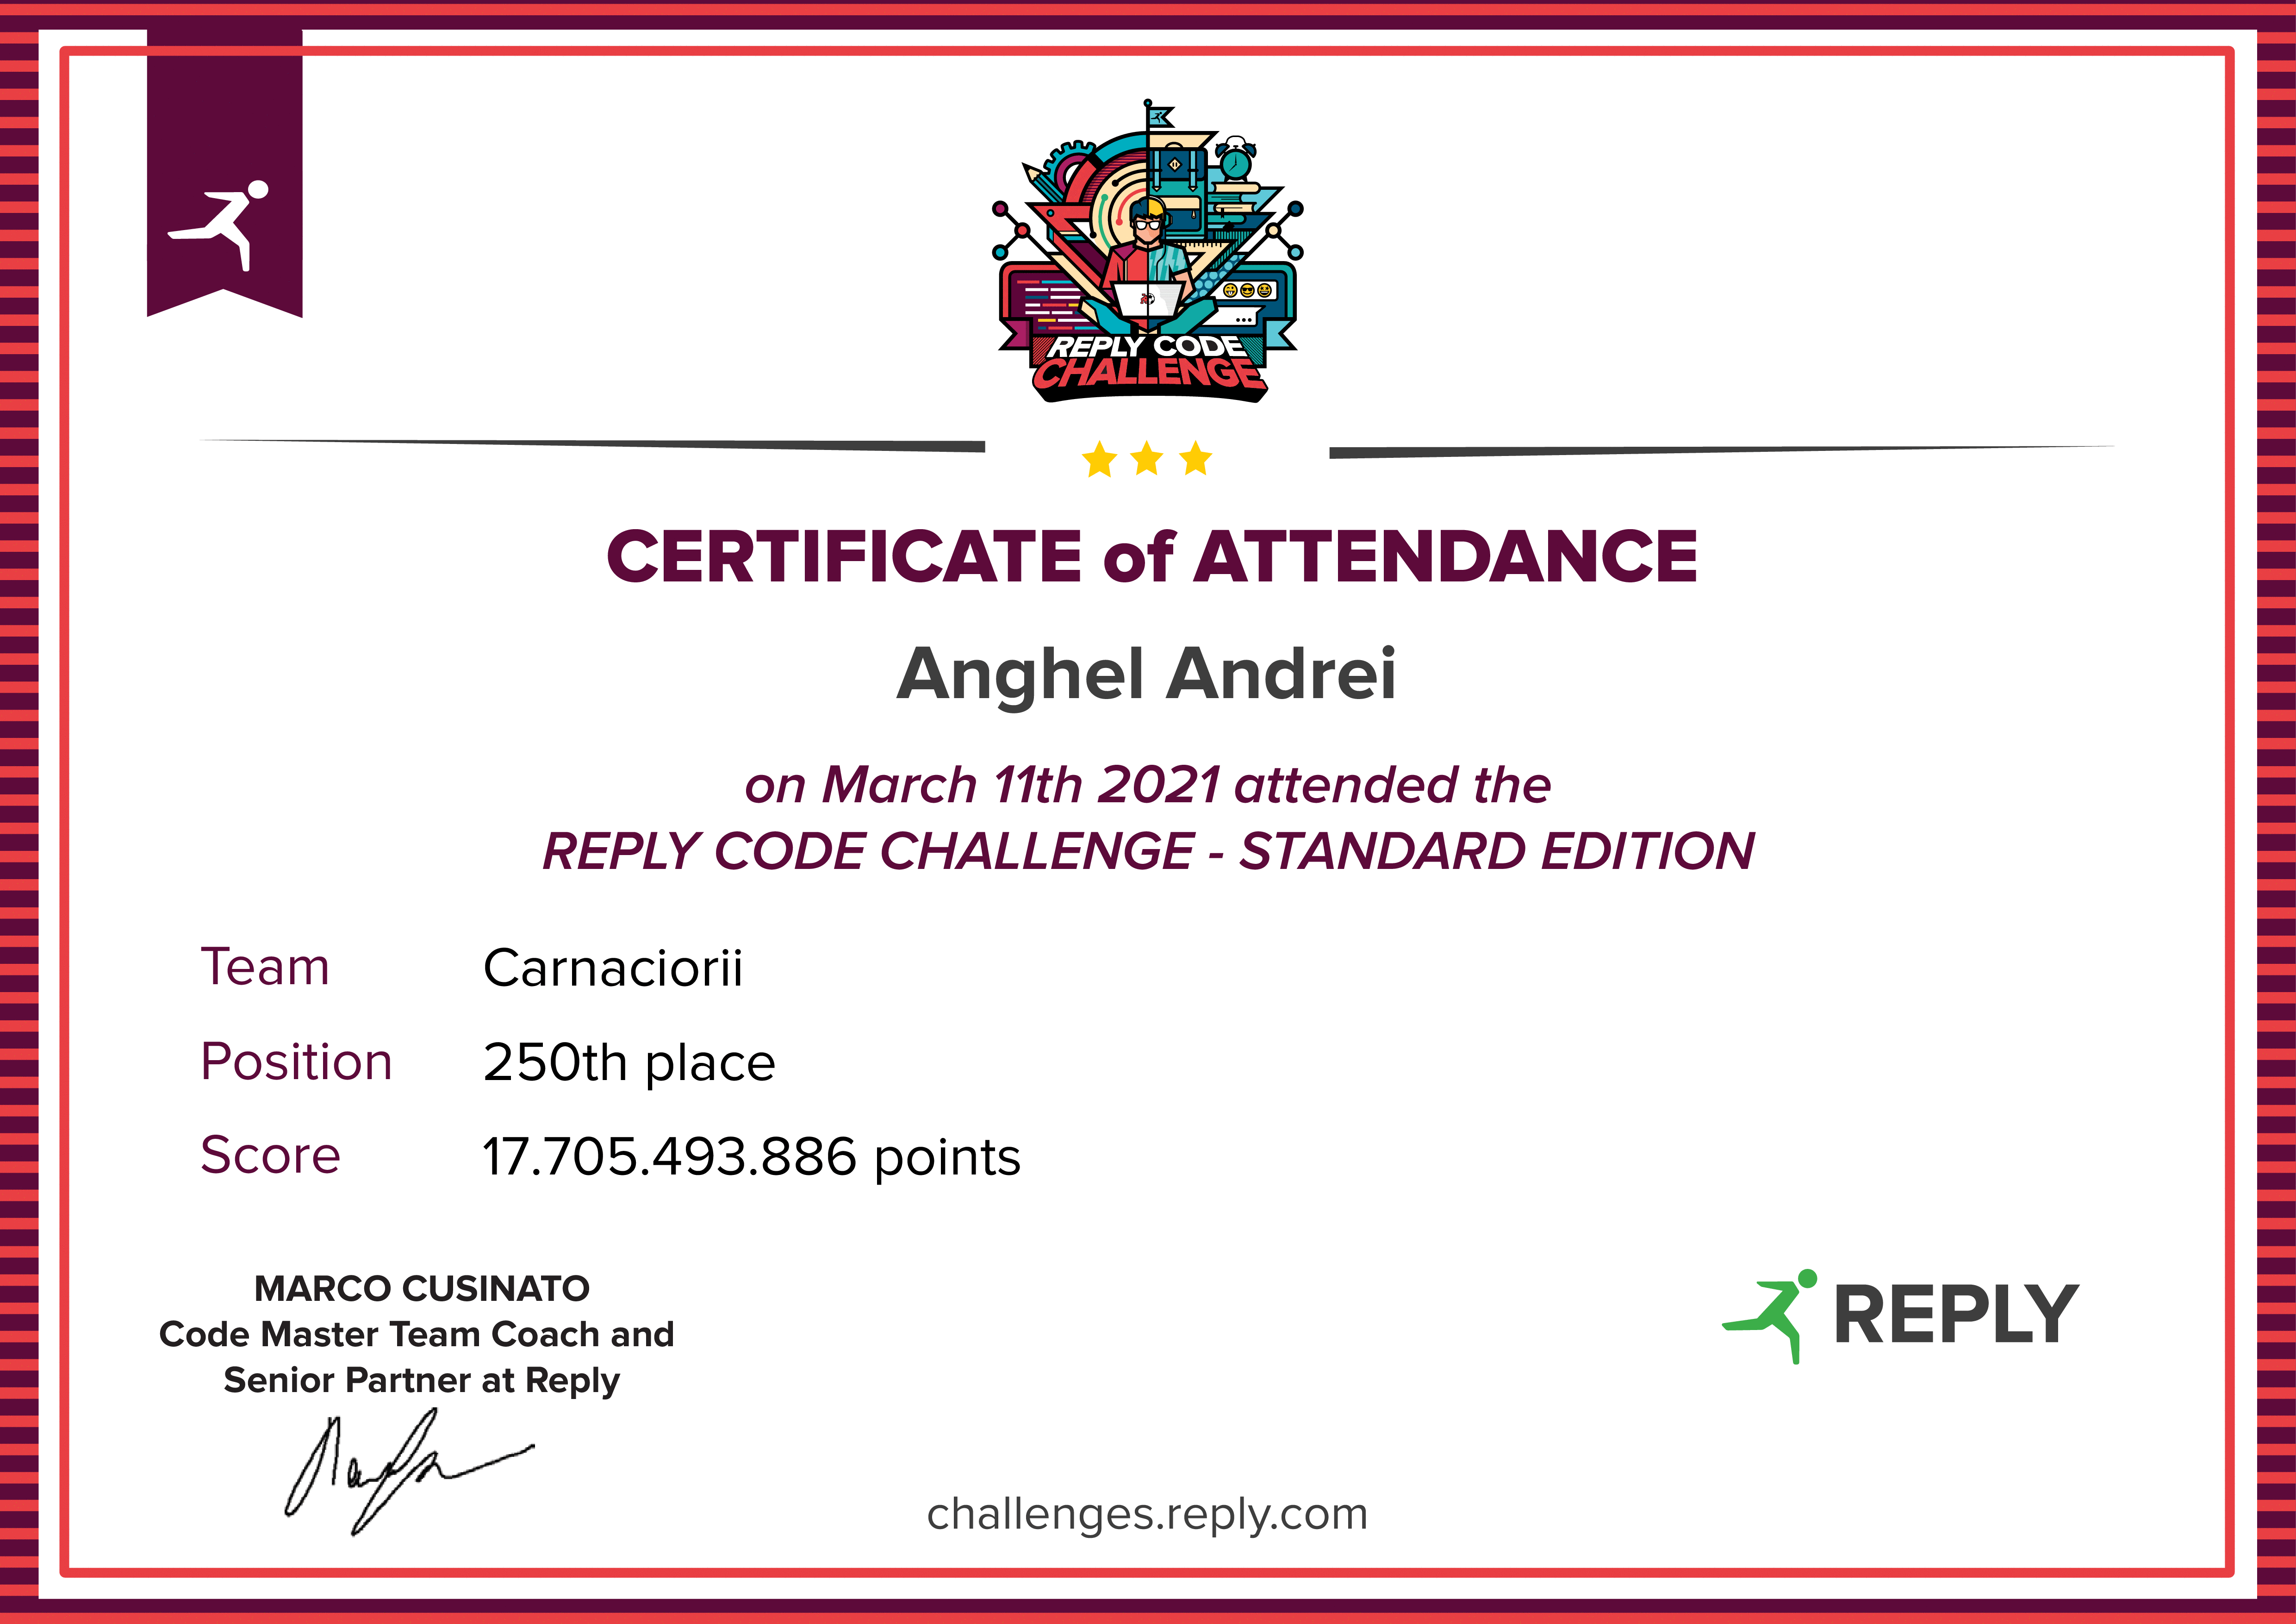 REPLY CODE
CHALLENGE
CERTIFICATE of ATTENDANCE
Anghel Andrei
on March 11th 2021 attended the
REPLY CODE CHALLENGE - STANDARD EDITION
Team Carnaciorii
Position 250th place
Score 17.705.493.886 points
MARCO CUSINATO
Code Master Team Coach and
Senior Partner at Reply
REPLY
challenges.reply.com